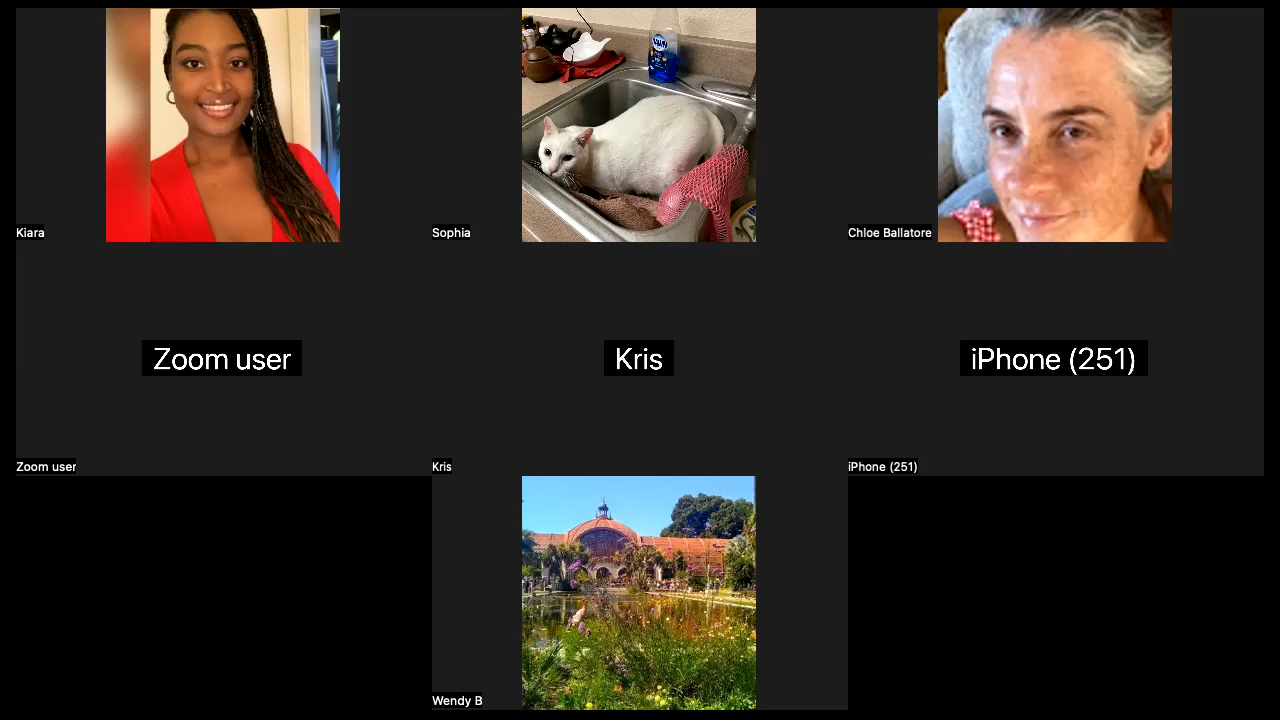 Kiara
Sophia
Chloe Ballatore
Zoom user
Kris
iPhone (251)
Zoom user
Kris
iPhone (251)
Wendy B